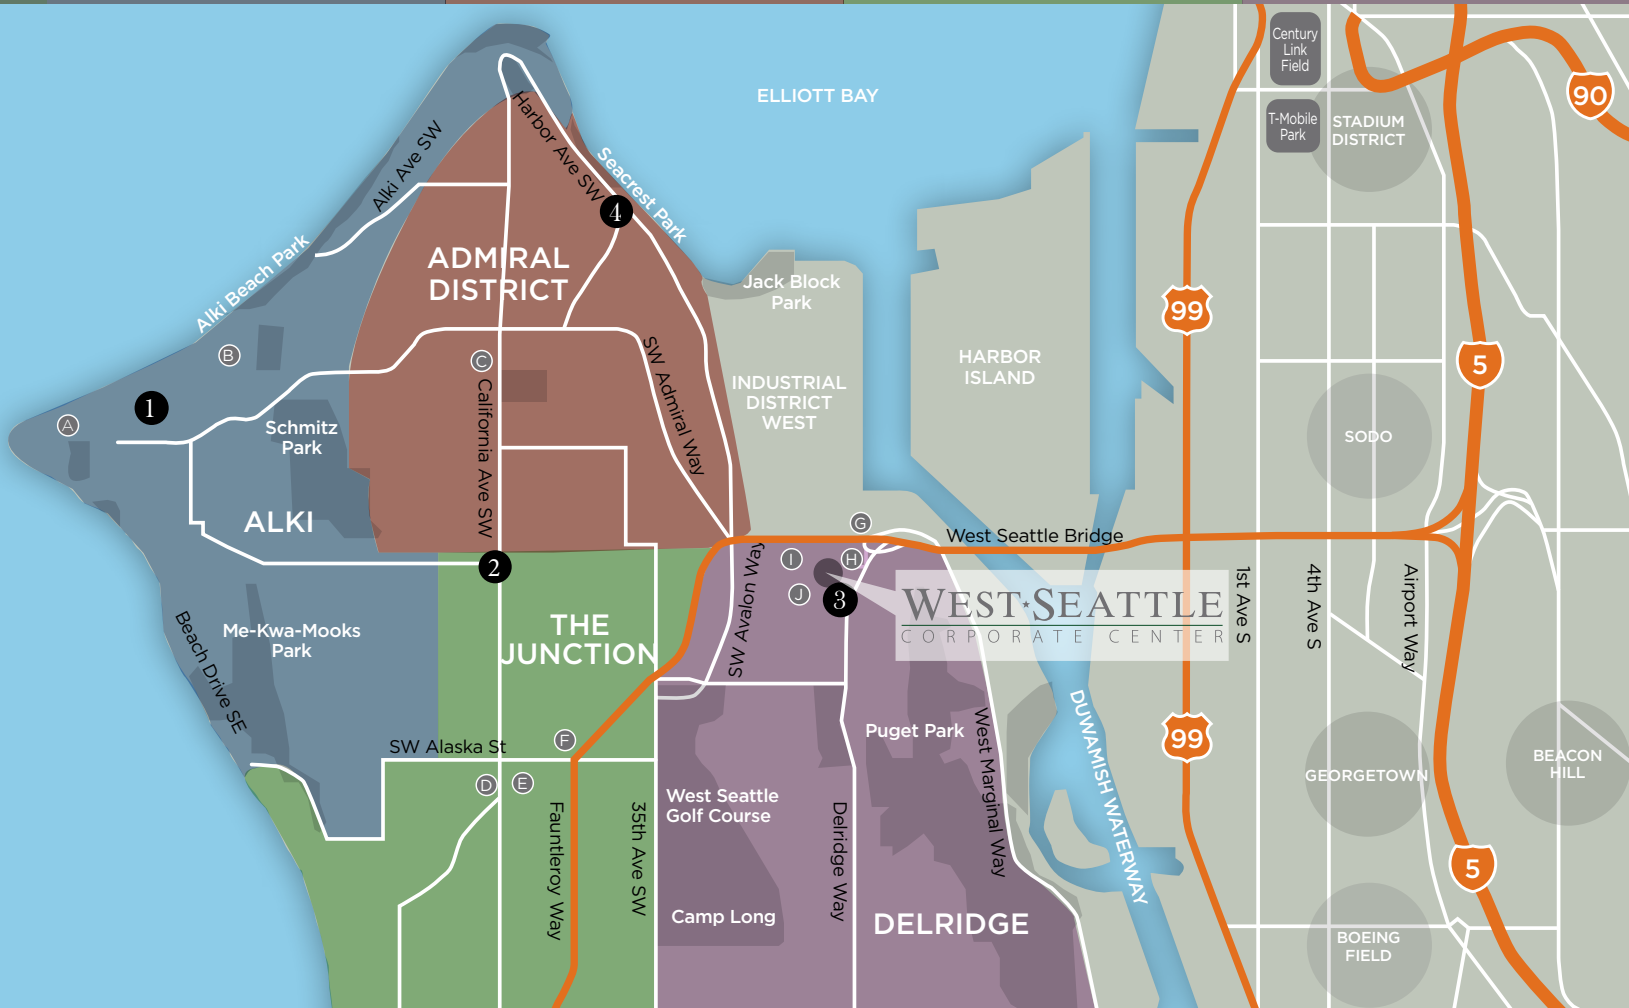 Century
Link
Field
90
ELLIOTT BAY
T-Mobile
Park
STADIUM
DISTRICT
Harbor Ave SW
Alki Ave SW
Seacrest Park
4
Alki Beach Park
ADMIRAL
DISTRICT
Jack Block
Park
99
B
C
SW Admiral Way
HARBOR
ISLAND
5
INDUSTRIAL
DISTRICT
WEST
1
A
California Ave SW
Schmitz
Park
SODO
ALKI
G
West Seattle Bridge
2
I
H
J
3
SW Avalon Way
WEST SEATTLE
CORPORATE CENTER
1st Ave S
4th Ave S
Airport Way
Beach Drive SE
Me-Kwa-Mooks
Park
THE
JUNCTION
Puget Park
West Marginal Way
DUWAMISH WATERWAY
99
SW Alaska St
F
D
E
GEORGETOWN
BEACON
HILL
West Seattle
Golf Course
Fauntleroy Way
35th Ave SW
Delridge Way
5
Camp Long
DELRIDGE
BOEING
FIELD